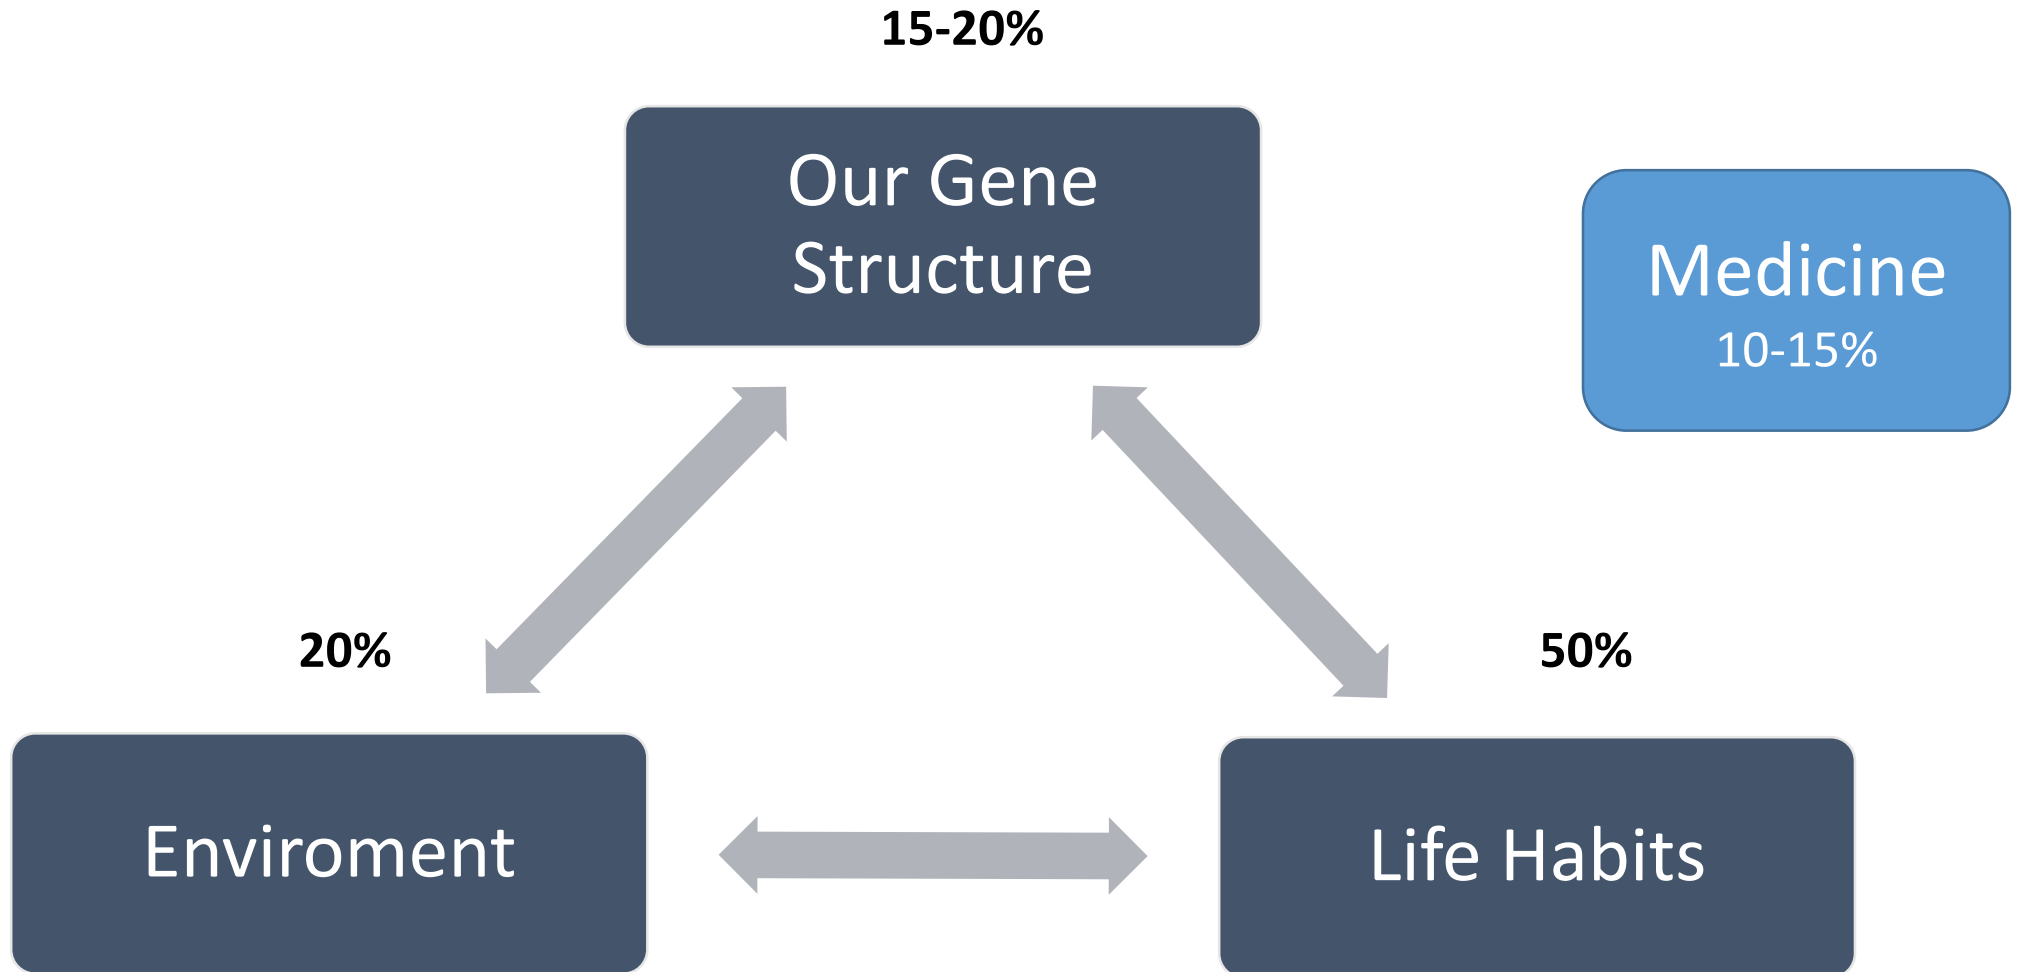 15-20%
Our Gene
Structure
Medicine
10-15%
20%
50%
Enviroment
Life Habits